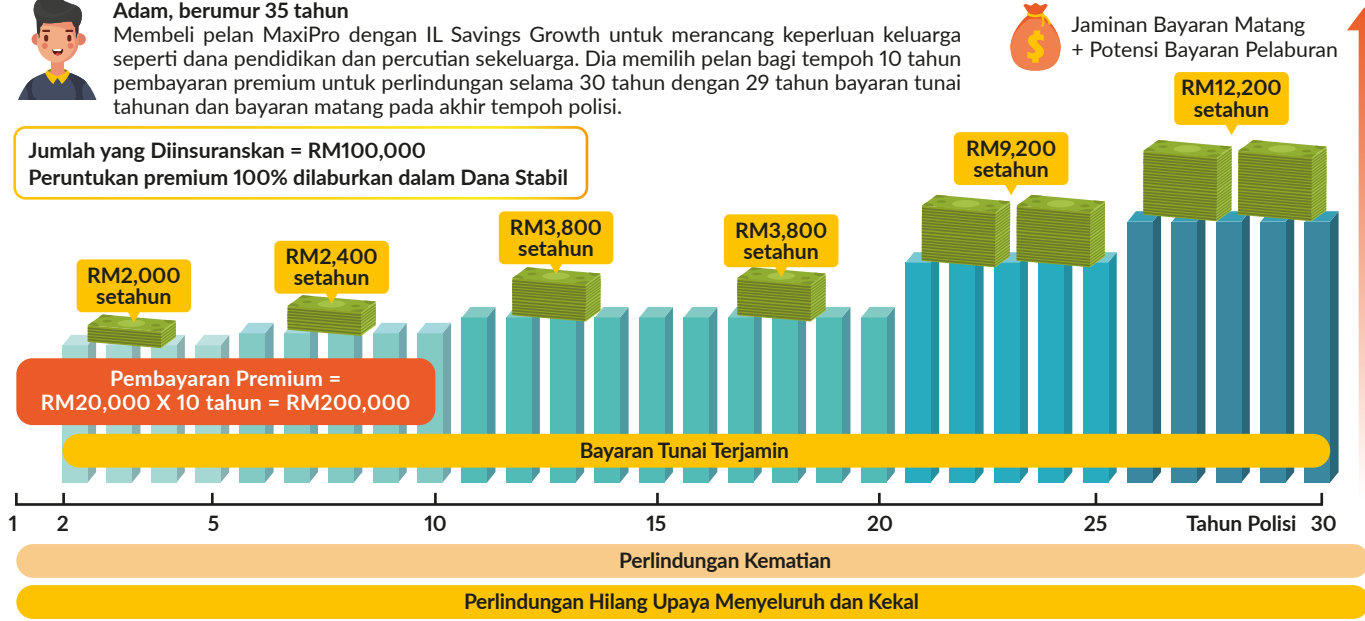 Adam, berumur 35 tahun
Membeli pelan MaxiPro dengan IL Savings Growth untuk merancang keperluan keluarga
seperti dana pendidikan dan percutian sekeluarga. Dia memilih pelan bagi tempoh 10 tahun
pembayaran premium untuk perlindungan selama 30 tahun dengan 29 tahun bayaran tunai
tahunan dan bayaran matang pada akhir tempoh polisi.
Jaminan Bayaran Matang
+ Potensi Bayaran Pelaburan
Jumlah yang Diinsuranskan = RM100,000
Peruntukan premium 100% dilaburkan dalam Dana Stabil
RM2,000
setahun
RM2,400
setahun
RM3,800
setahun
RM3,800
setahun
RM9,200
setahun
RM12,200
setahun
Pembayaran Premium =
RM20,000 X 10 tahun = RM200,000
Bayaran Tunai Terjamin
1 2 5 10 15 20 25 Tahun Polisi 30
Perlindungan Kematian
Perlindungan Hilang Upaya Menyeluruh dan Kekal